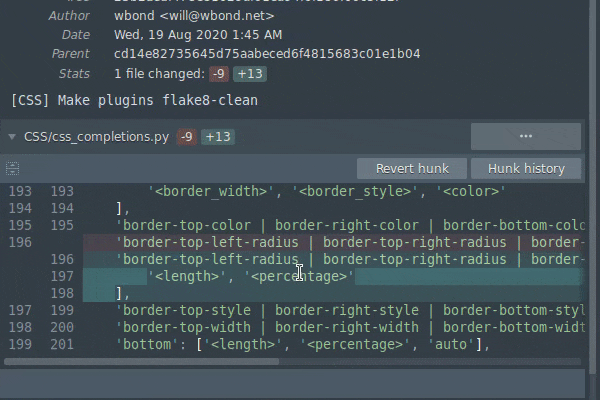 Author wbond <will@wbond.net>
Date Wed, 19 Aug 2020 1:45 AM
Parent cd14e82735645d75aabeced6f4815683c01e1b04
Stats 1 file changed: -9 +13
[CSS] Make plugins flake8-clean
CSS/css_completions.py -9 +13 ...
Revert hunk Hunk history
193 193 '<border_width>', '<border_style>', '<color>'
194 194 ],
195 195 'border-top-color | border-right-color | border-bottom-colo
196 'border-top-left-radius | border-top-right-radius | border-
196 'border-top-left-radius | border-top-right-radius | border-
197 '<length>', '<percentage>'
198 ],
197 199 'border-top-style | border-right-style | border-bottom-styl
198 200 'border-top-width | border-right-width | border-bottom-widt
199 201 'bottom': ['<length>', '<percentage>', 'auto'],